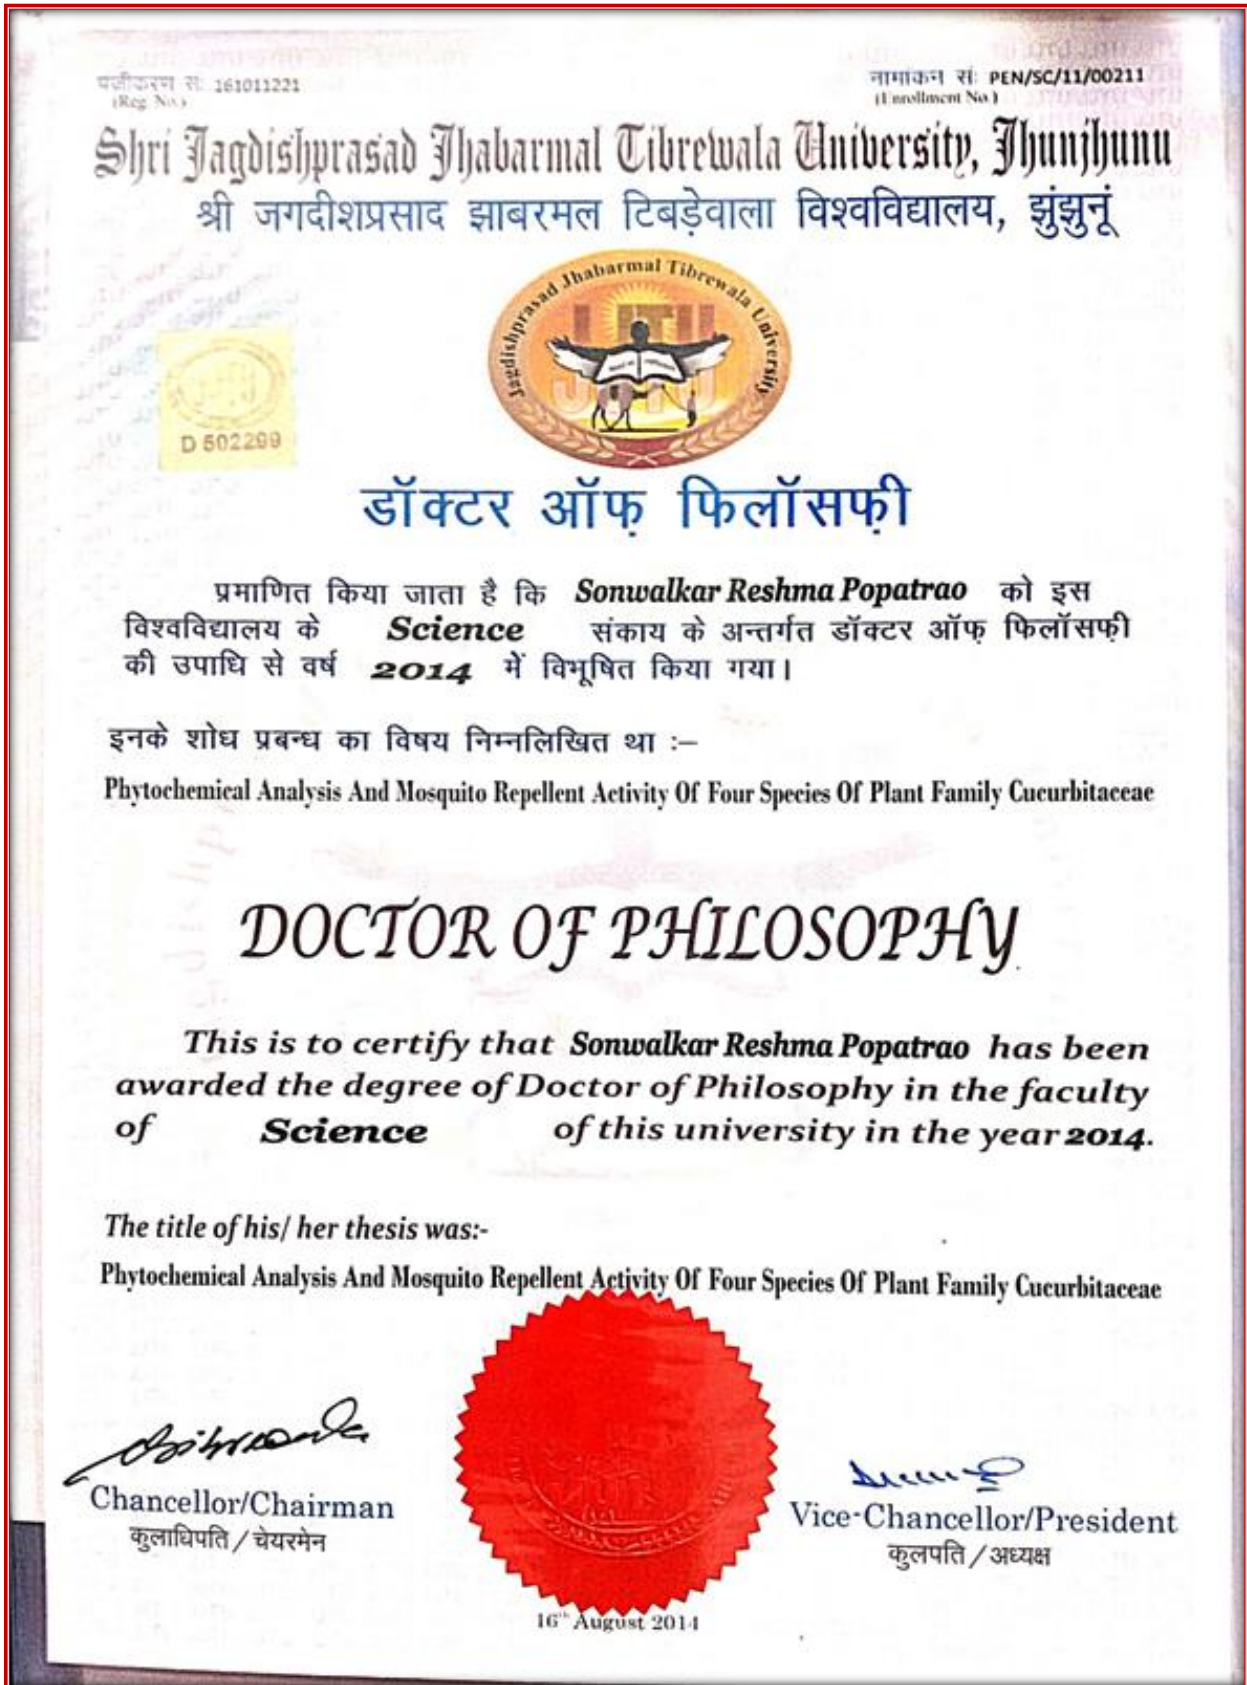 पंजीकरण सं: 161011221
(Reg. No.)
नामांकन सं: PEN/SC/11/00211
(Enrollment No.)
Shri Jagdishprasad Jhabarmal Tibrewala University, Jhunjhunu
श्री जगदीशप्रसाद झाबरमल टिबड़ेवाला विश्वविद्यालय, झुंझुनूं
Jagdishprasad Jhabarmal Tibrewala University
JJTU
D 502299
डॉक्टर ऑफ़ फिलॉसफ़ी
प्रमाणित किया जाता है कि Sonwalkar Reshma Popatrao को इस
विश्वविद्यालय के Science संकाय के अन्तर्गत डॉक्टर ऑफ़ फिलॉसफ़ी
की उपाधि से वर्ष 2014 में विभूषित किया गया।
इनके शोध प्रबन्ध का विषय निम्नलिखित था :–
Phytochemical Analysis And Mosquito Repellent Activity Of Four Species Of Plant Family Cucurbitaceae
DOCTOR OF PHILOSOPHY
This is to certify that Sonwalkar Reshma Popatrao has been
awarded the degree of Doctor of Philosophy in the faculty
of Science of this university in the year 2014.
The title of his/ her thesis was:-
Phytochemical Analysis And Mosquito Repellent Activity Of Four Species Of Plant Family Cucurbitaceae
Chancellor/Chairman
कुलाधिपति / चेयरमेन
Vice-Chancellor/President
कुलपति / अध्यक्ष
16th August 2014